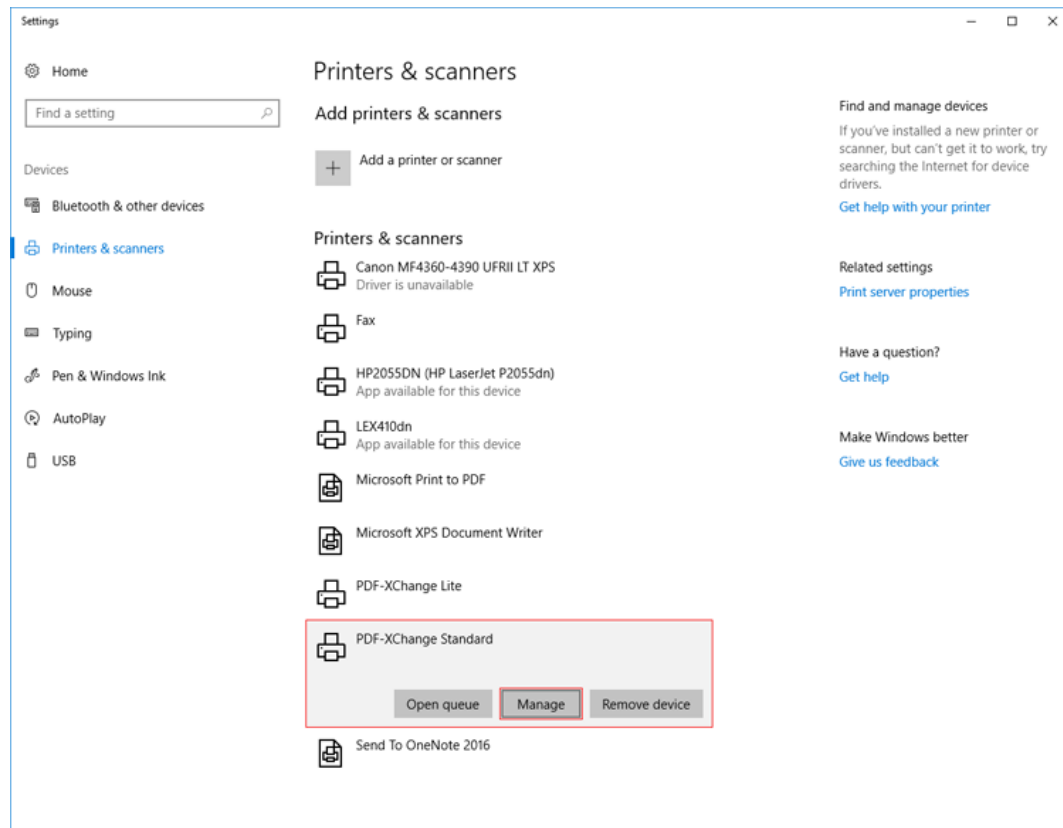 Settings
Home
Find a setting
Devices
Bluetooth & other devices
Printers & scanners
Mouse
Typing
Pen & Windows Ink
AutoPlay
USB
Printers & scanners
Add printers & scanners
Add a printer or scanner
Printers & scanners
Canon MF4360-4390 UFRII LT XPS
Driver is unavailable
Fax
HP2055DN (HP LaserJet P2055dn)
App available for this device
LEX410dn
App available for this device
Microsoft Print to PDF
Microsoft XPS Document Writer
PDF-XChange Lite
PDF-XChange Standard
Open queue Manage Remove device
Send To OneNote 2016
Find and manage devices
If you've installed a new printer or
scanner, but can't get it to work, try
searching the Internet for device
drivers.
Get help with your printer
Related settings
Print server properties
Have a question?
Get help
Make Windows better
Give us feedback